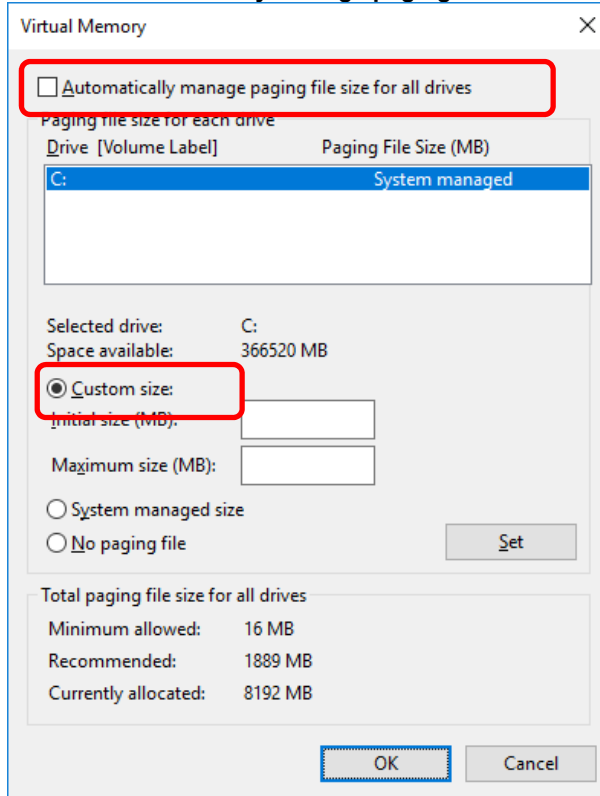 Virtual Memory
Automatically manage paging file size for all drives
Paging file size for each drive
Drive [Volume Label] Paging File Size (MB)
C: System managed
Selected drive: C:
Space available: 366520 MB
Custom size:
Initial size (MB):
Maximum size (MB):
System managed size
No paging file Set
Total paging file size for all drives
Minimum allowed: 16 MB
Recommended: 1889 MB
Currently allocated: 8192 MB
OK Cancel